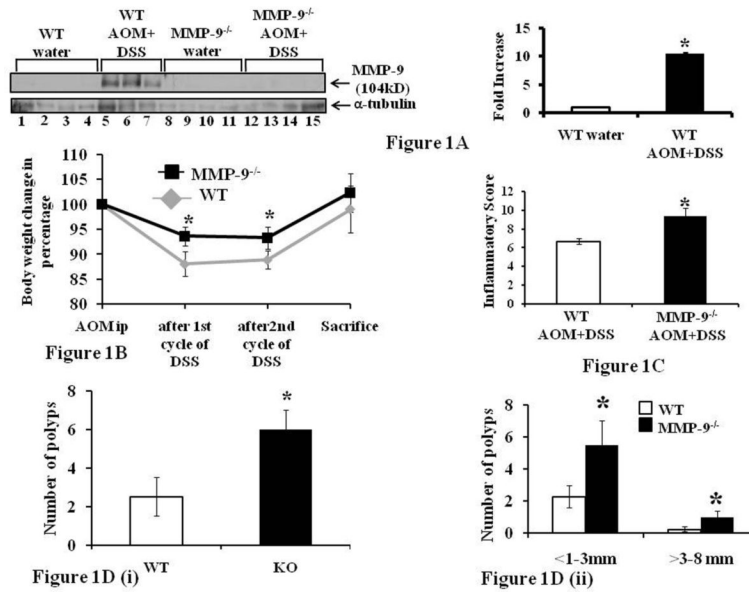 WT water
WT AOM+ DSS
MMP-9-/- water
MMP-9-/- AOM+ DSS
MMP-9 (104kD)
α-tubulin
1 2 3 4 5 6 7 8 9 10 11 12 13 14 15
Fold Increase
15
10
5
0
*
WT water
WT AOM+DSS
Figure 1A
Body weight change in percentage
110
105
100
95
90
85
80
MMP-9-/-
WT
*
*
AOM ip
after 1st cycle of DSS
after2nd cycle of DSS
Sacrifice
Figure 1B
Inflammatory Score
12
10
8
6
4
2
0
*
WT AOM+DSS
MMP-9-/- AOM+DSS
Figure 1C
Number of polyps
8
6
4
2
0
*
WT
KO
Figure 1D (i)
Number of polyps
8
6
4
2
0
WT
MMP-9-/-
*
*
<1-3mm
>3-8 mm
Figure 1D (ii)